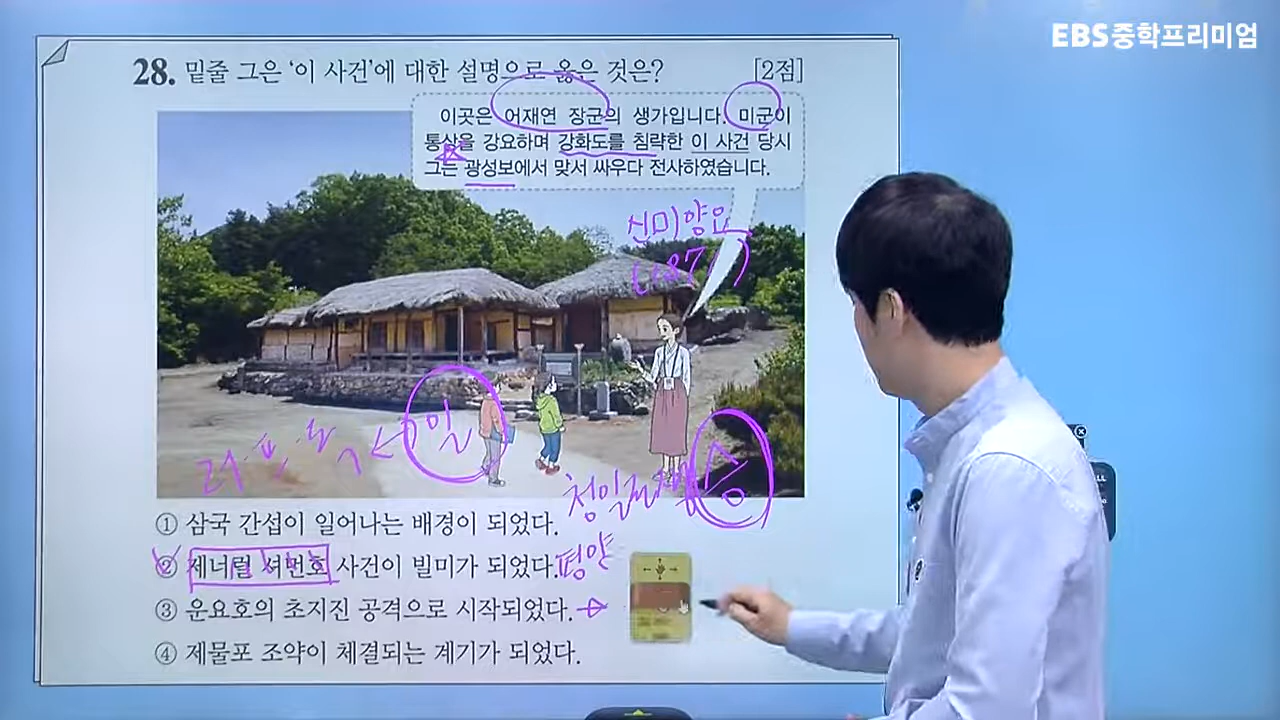 EBS중학프리미엄
28. 밑줄 그은 ‘이 사건’에 대한 설명으로 옳은 것은? [2점]
이곳은 어재연 장군의 생가입니다. 미군이
통상을 강요하며 강화도를 침략한 이 사건 당시
그는 광성보에서 맞서 싸우다 전사하였습니다.
신미양요
(1871)
러·프·독 < 일
청일전쟁 승
① 삼국 간섭이 일어나는 배경이 되었다.
② 제너럴 셔먼호 사건이 빌미가 되었다. 평양
③ 운요호의 초지진 공격으로 시작되었다.
④ 제물포 조약이 체결되는 계기가 되었다.